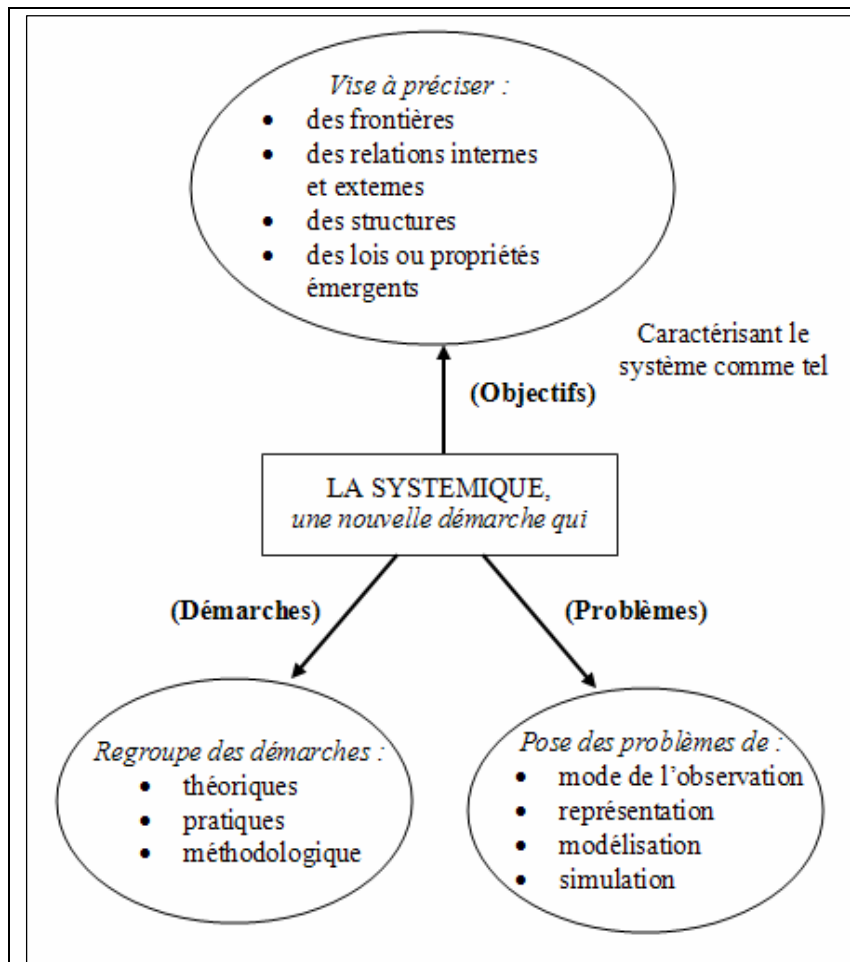 Vise à préciser :
• des frontières
• des relations internes
et externes
• des structures
• des lois ou propriétés
émergents
Caractérisant le
système comme tel
(Objectifs)
LA SYSTEMIQUE,
une nouvelle démarche qui
(Démarches)
(Problèmes)
Regroupe des démarches :
• théoriques
• pratiques
• méthodologique
Pose des problèmes de :
• mode de l'observation
• représentation
• modélisation
• simulation